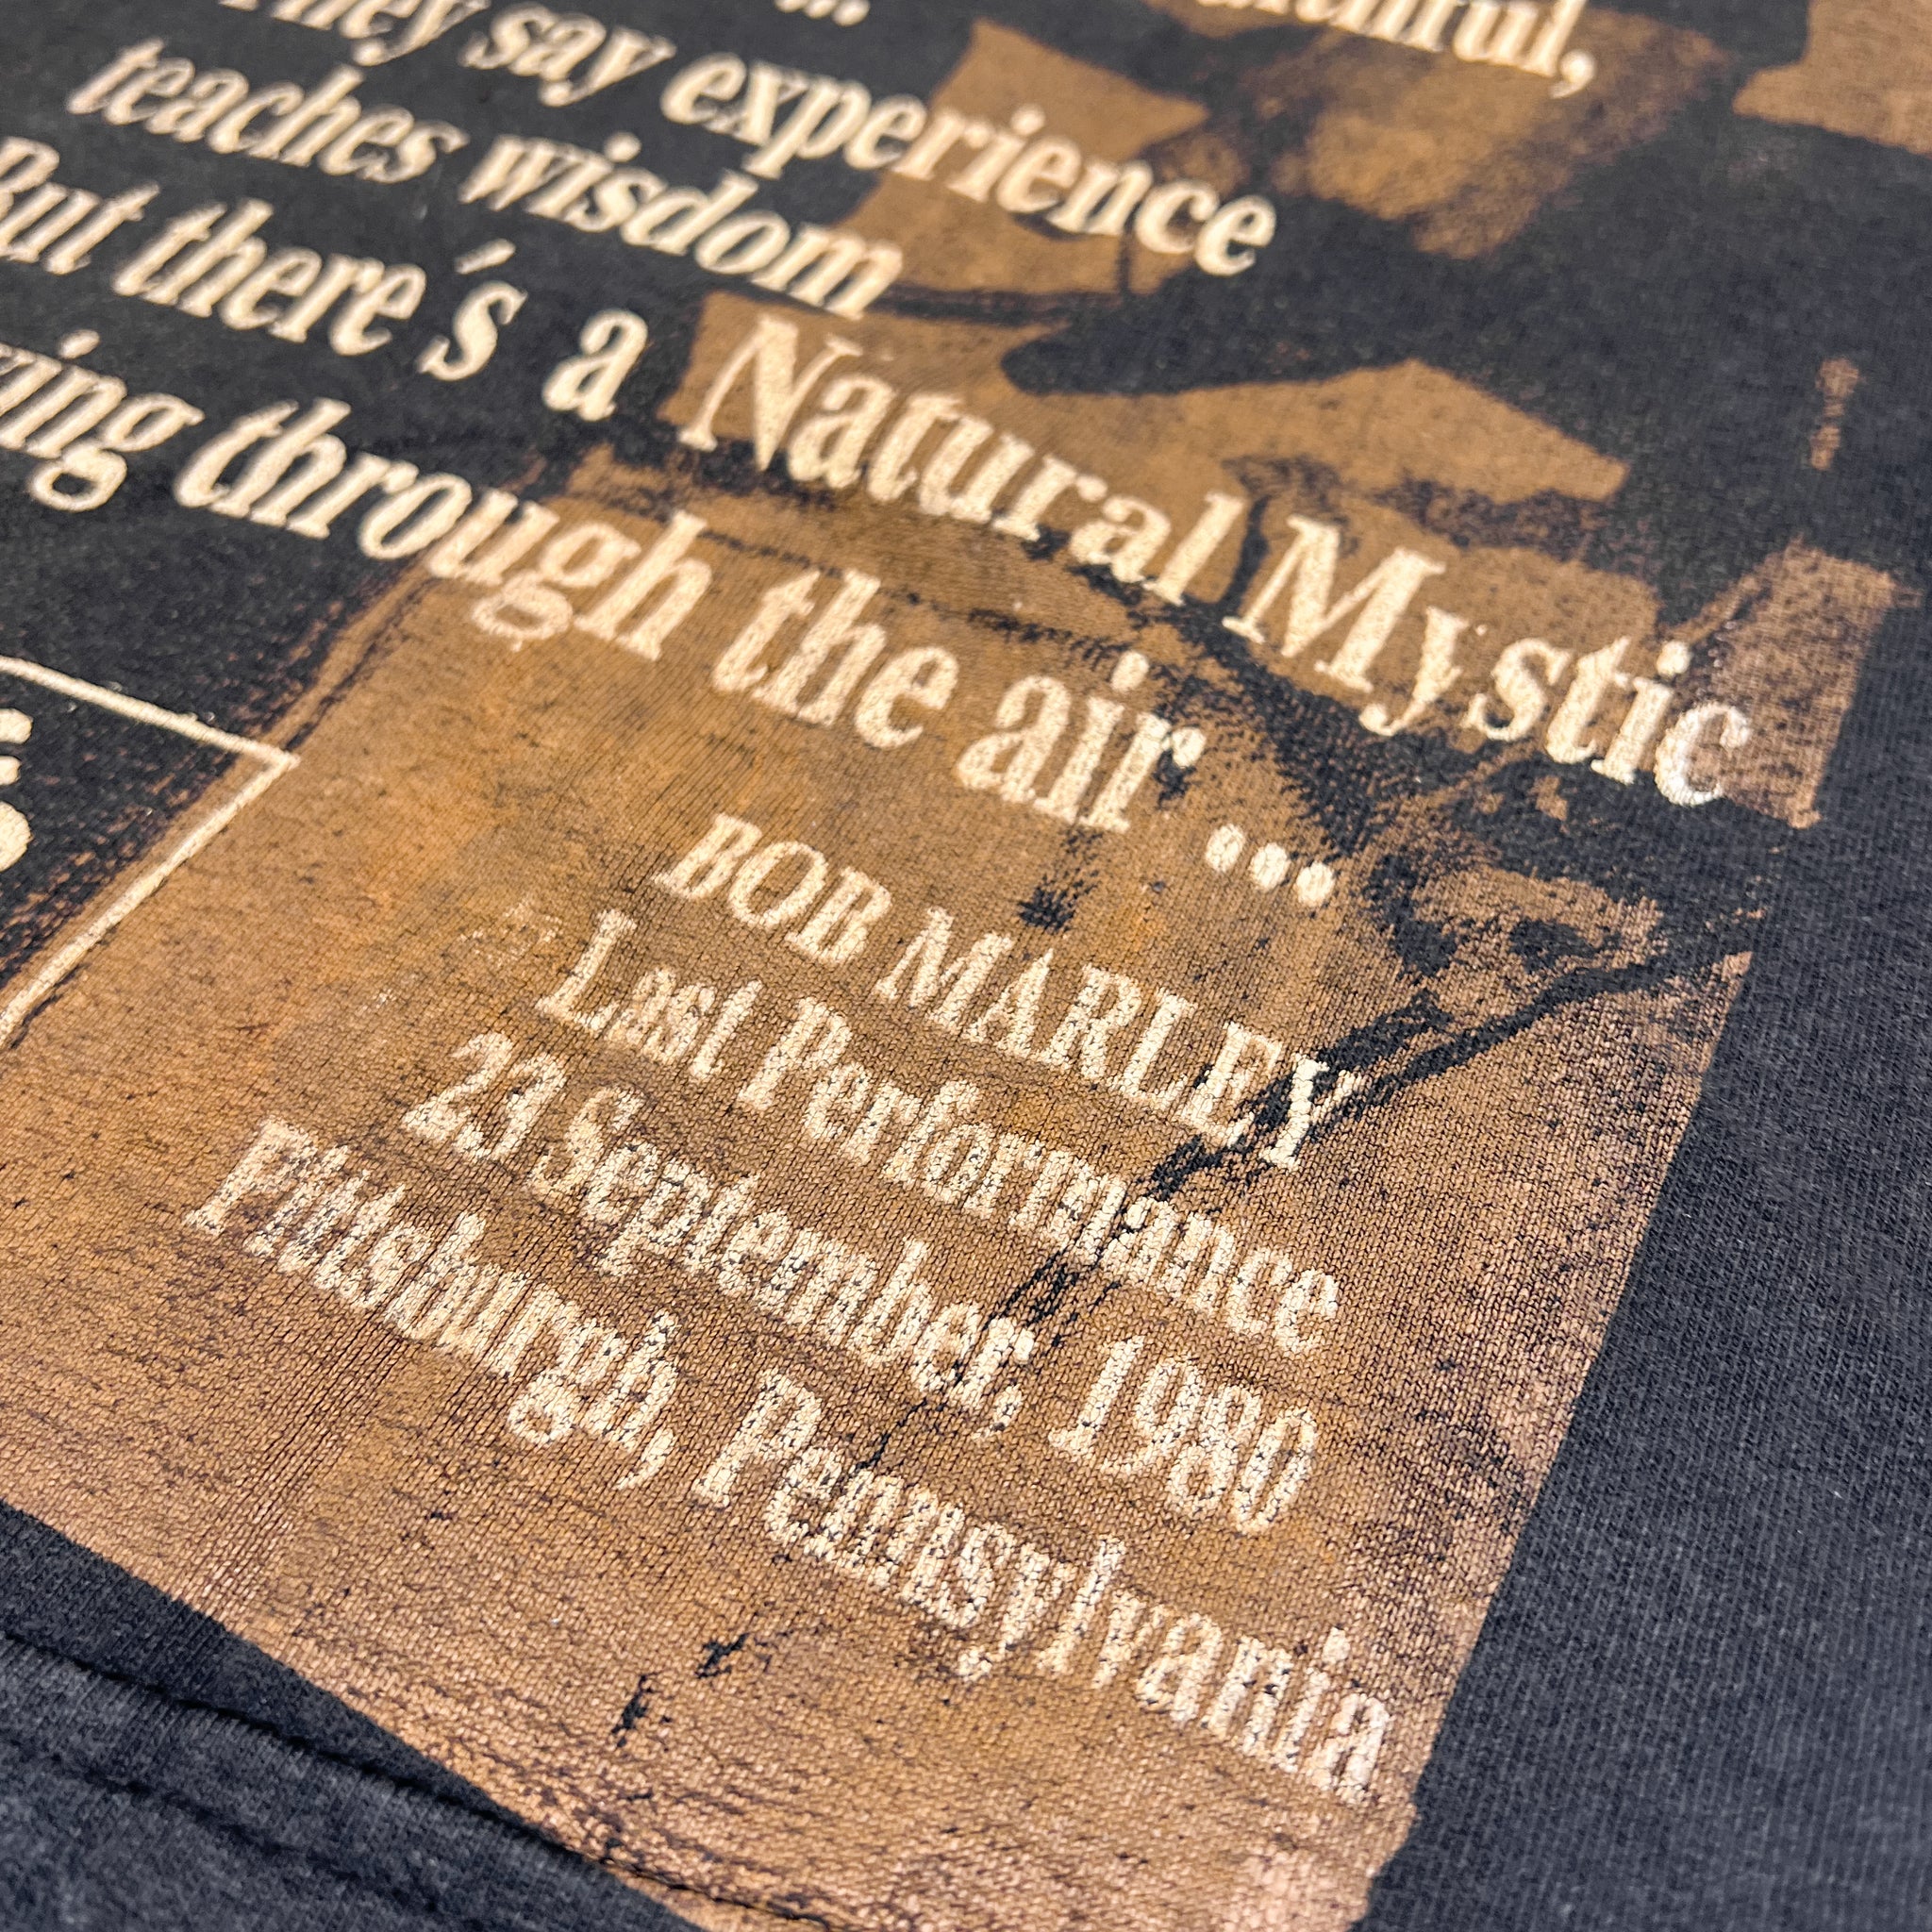 ...
They say experience
teaches wisdom
But there's a Natural Mystic
through the air ...
BOB MARLEY
Last Performance
23 September, 1980
Pittsburgh, Pennsylvania